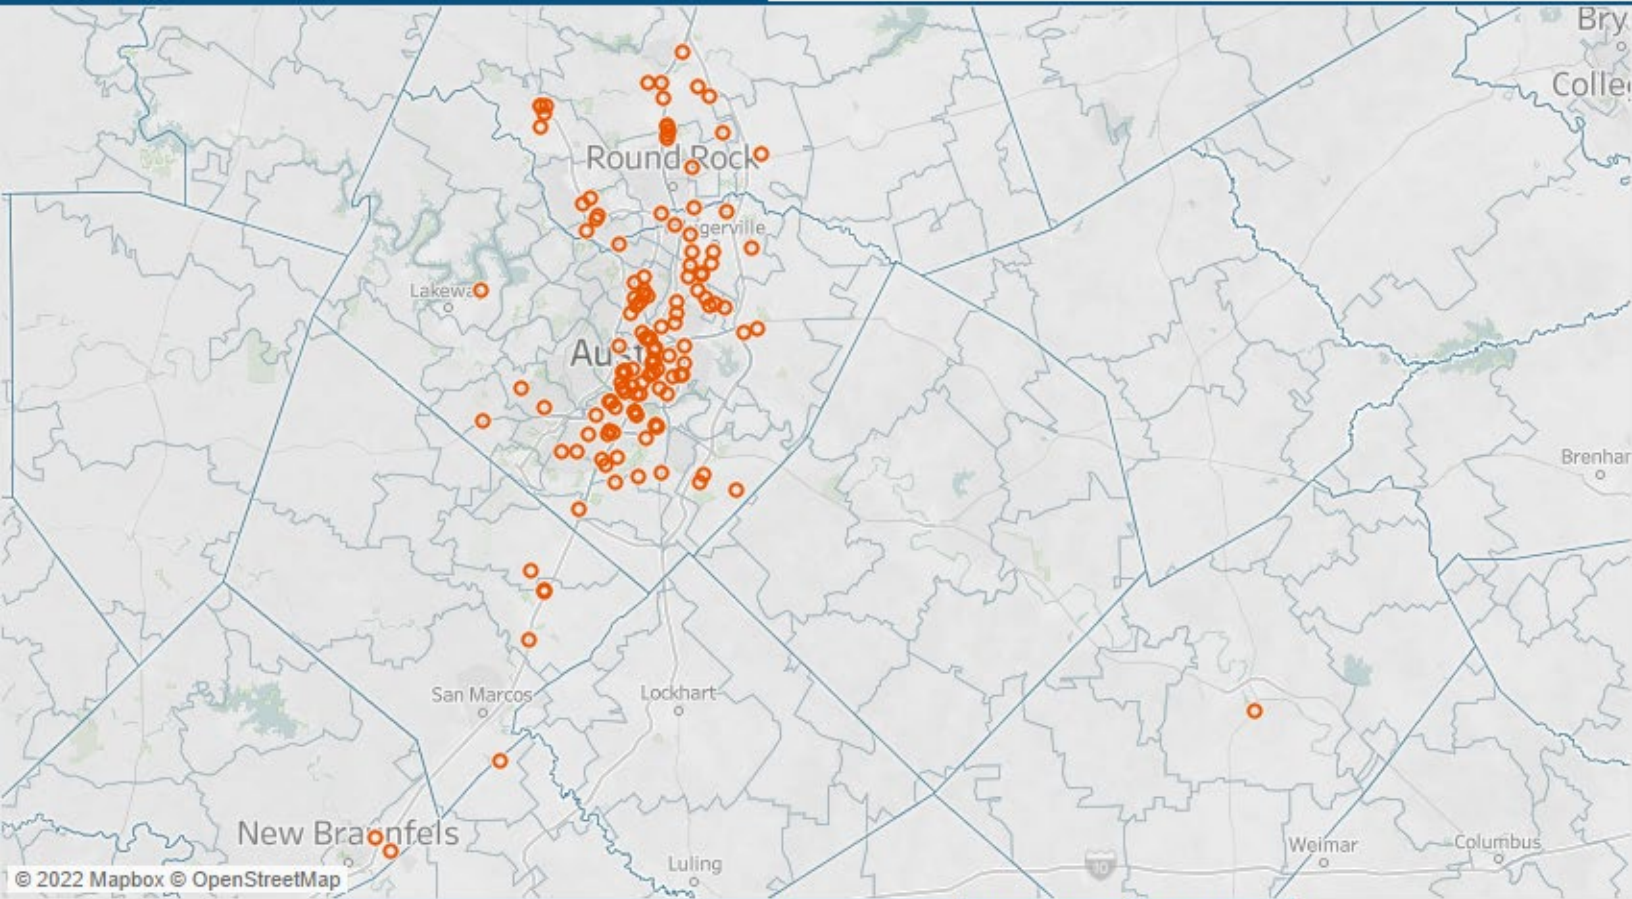 Bry
Colle
Round Rock
gerville
Lakewa
Aust
Brenhar
San Marcos
Lockhart
New Braunfels
Weimar
Columbus
Luling
10
© 2022 Mapbox © OpenStreetMap